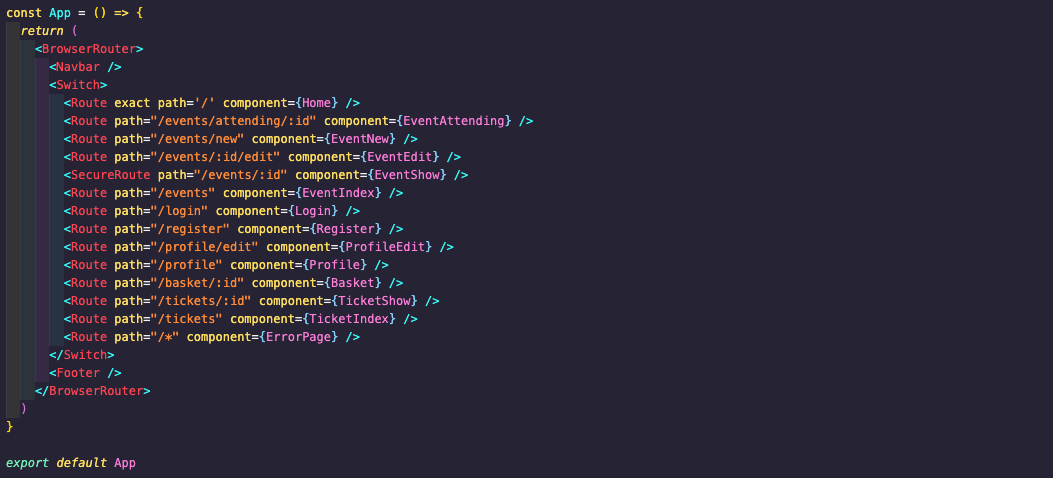 const App = () => {
return (
<BrowserRouter>
<Navbar />
<Switch>
<Route exact path='/' component={Home} />
<Route path="/events/attending/:id" component={EventAttending} />
<Route path="/events/new" component={EventNew} />
<Route path="/events/:id/edit" component={EventEdit} />
<SecureRoute path="/events/:id" component={EventShow} />
<Route path="/events" component={EventIndex} />
<Route path="/login" component={Login} />
<Route path="/register" component={Register} />
<Route path="/profile/edit" component={ProfileEdit} />
<Route path="/profile" component={Profile} />
<Route path="/basket/:id" component={Basket} />
<Route path="/tickets/:id" component={TicketShow} />
<Route path="/tickets" component={TicketIndex} />
<Route path="/*" component={ErrorPage} />
</Switch>
<Footer />
</BrowserRouter>
)
}
export default App